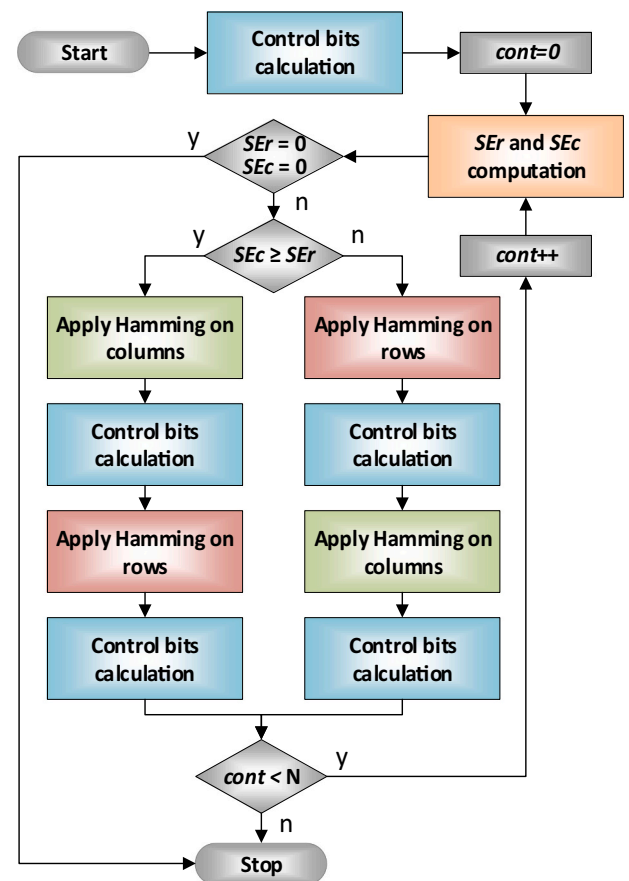 Start
Control bits
calculation
cont=0
SEr and SEc
computation
y
SEr = 0
SEc = 0
n
cont++
y
SEc ≥ SEr
n
Apply Hamming on
columns
Apply Hamming on
rows
Control bits
calculation
Control bits
calculation
Apply Hamming on
rows
Apply Hamming on
columns
Control bits
calculation
Control bits
calculation
cont < N
y
n
Stop